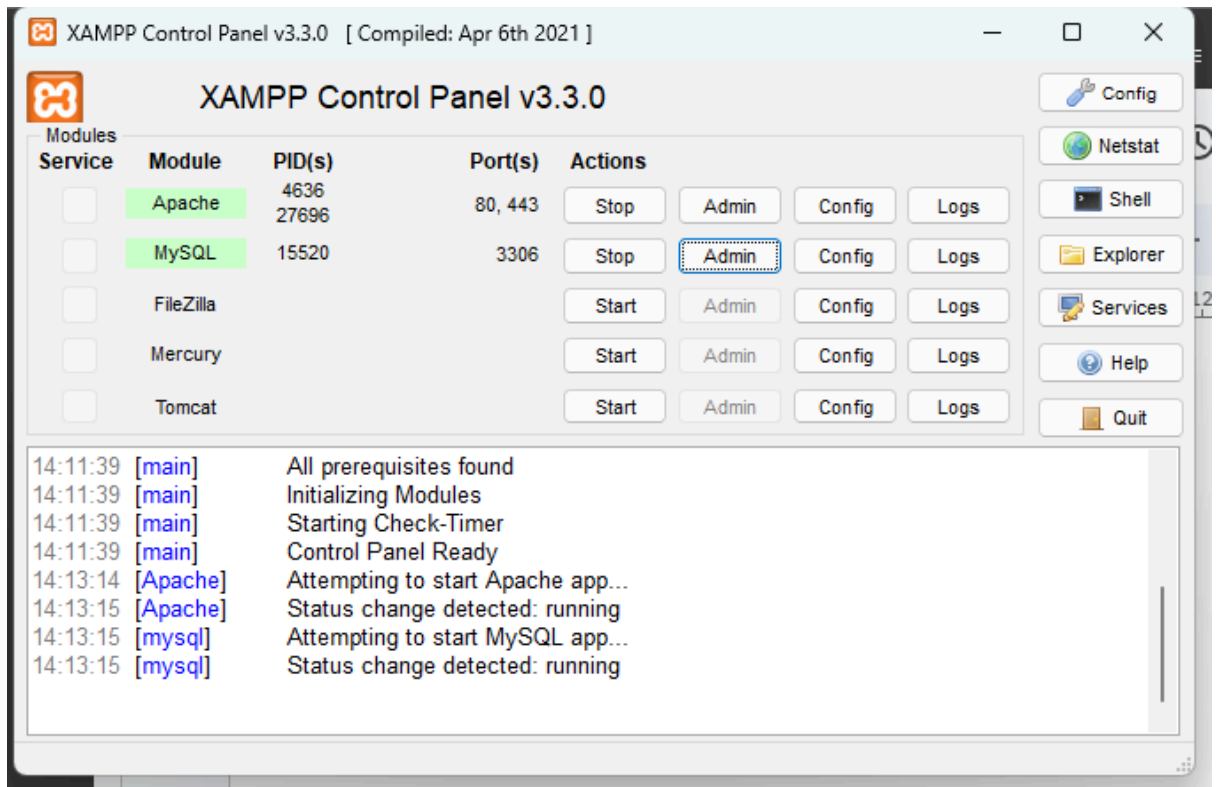 XAMPP Control Panel v3.3.0 [ Compiled: Apr 6th 2021 ]
XAMPP Control Panel v3.3.0
Config
Modules
Service Module PID(s) Port(s) Actions
Netstat
Apache 4636 27696 80, 443 Stop Admin Config Logs
Shell
MySQL 15520 3306 Stop Admin Config Logs
Explorer
FileZilla Start Admin Config Logs
Services
Mercury Start Admin Config Logs
Help
Tomcat Start Admin Config Logs
Quit
14:11:39 [main] All prerequisites found
14:11:39 [main] Initializing Modules
14:11:39 [main] Starting Check-Timer
14:11:39 [main] Control Panel Ready
14:13:14 [Apache] Attempting to start Apache app...
14:13:15 [Apache] Status change detected: running
14:13:15 [mysql] Attempting to start MySQL app...
14:13:15 [mysql] Status change detected: running
12